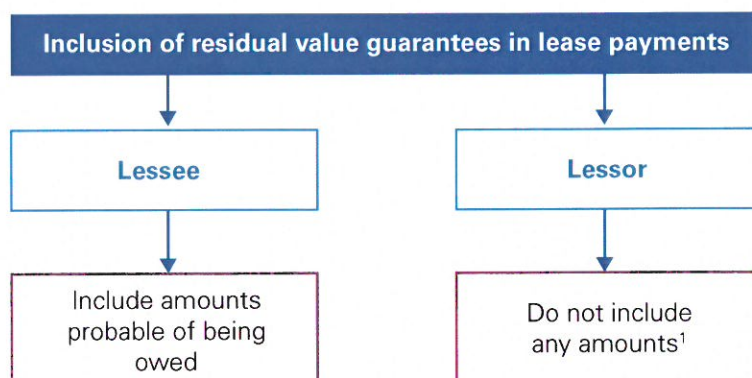 Inclusion of residual value guarantees in lease payments
Lessee
Lessor
Include amounts
probable of being
owed
Do not include
any amounts¹